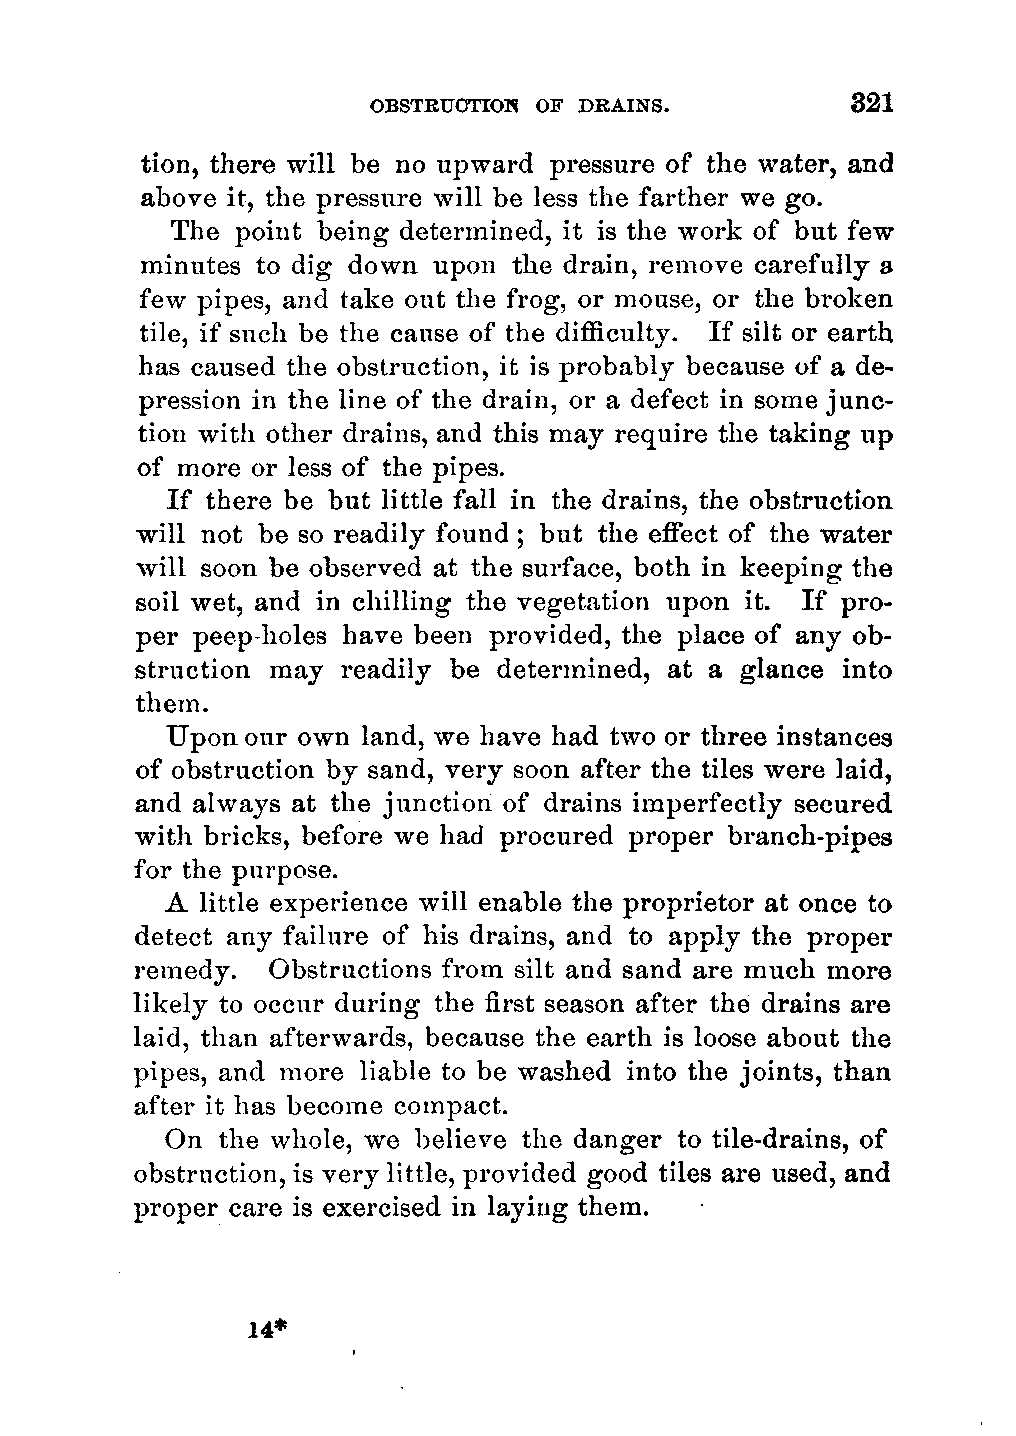 OBSTRUCTION OF DRAINS. 321
tion, there will be no upward pressure of the water, and
above it, the pressure will be less the farther we go.
The point being determined, it is the work of but few
minutes to dig down upon the drain, remove carefully a
few pipes, and take out the frog, or mouse, or the broken
tile, if such be the cause of the difficulty. If silt or earth
has caused the obstruction, it is probably because of a de-
pression in the line of the drain, or a defect in some junc-
tion with other drains, and this may require the taking up
of more or less of the pipes.
If there be but little fall in the drains, the obstruction
will not be so readily found ; but the effect of the water
will soon be observed at the surface, both in keeping the
soil wet, and in chilling the vegetation upon it. If pro-
per peep-holes have been provided, the place of any ob-
struction may readily be determined, at a glance into
them.
Upon our own land, we have had two or three instances
of obstruction by sand, very soon after the tiles were laid,
and always at the junction of drains imperfectly secured
with bricks, before we had procured proper branch-pipes
for the purpose.
A little experience will enable the proprietor at once to
detect any failure of his drains, and to apply the proper
remedy. Obstructions from silt and sand are much more
likely to occur during the first season after the drains are
laid, than afterwards, because the earth is loose about the
pipes, and more liable to be washed into the joints, than
after it has become compact.
On the whole, we believe the danger to tile-drains, of
obstruction, is very little, provided good tiles are used, and
proper care is exercised in laying them.
14*